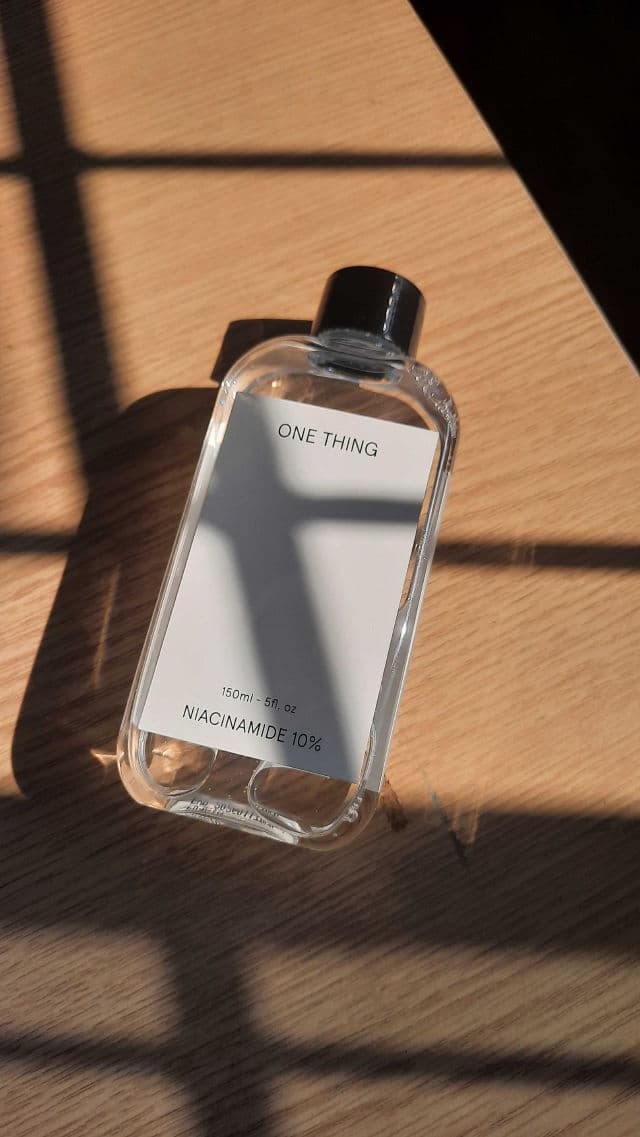 ONE THING
150ml - 5fl. oz
NIACINAMIDE 10%